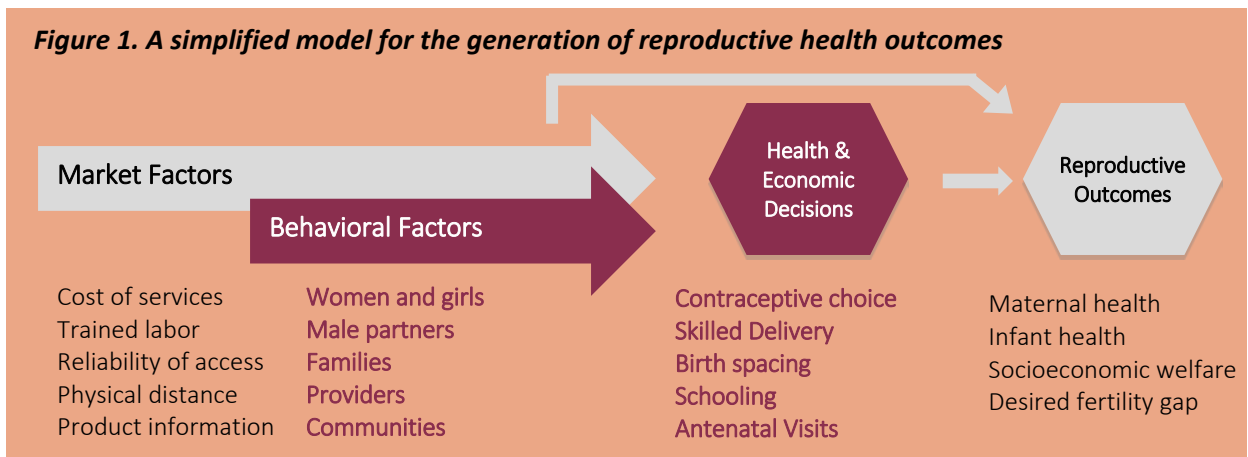 Figure 1. A simplified model for the generation of reproductive health outcomes
Market Factors
Behavioral Factors
Health &
Economic
Decisions
Reproductive
Outcomes
Cost of services
Trained labor
Reliability of access
Physical distance
Product information
Women and girls
Male partners
Families
Providers
Communities
Contraceptive choice
Skilled Delivery
Birth spacing
Schooling
Antenatal Visits
Maternal health
Infant health
Socioeconomic welfare
Desired fertility gap